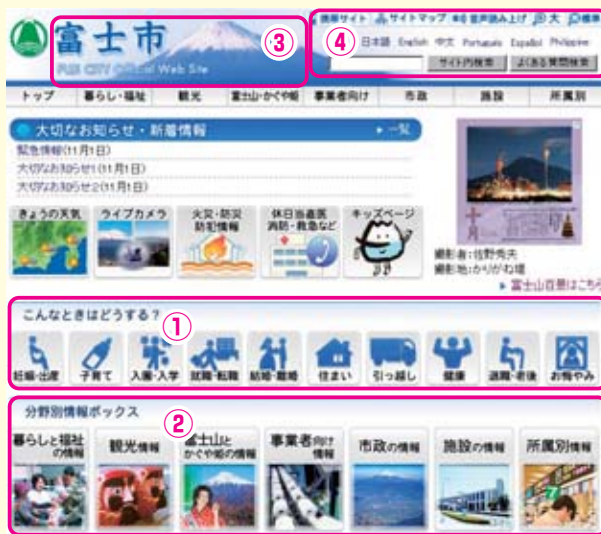 富士市
FUJI CITY Official Web Site
③
④
携帯サイト サイトマップ 音声読み上げ 大 標準
日本語 English 中文 Português Español Philippine
サイト内検索 よくある質問検索
トップ 暮らし・福祉 観光 富士山・かぐや姫 事業者向け 市政 施設 所属別
大切なお知らせ・新着情報 一覧
緊急情報(11月1日)
大切なお知らせ1(11月1日)
大切なお知らせ2(11月1日)
きょうの天気 ライブカメラ 火災・防災 防犯情報 休日当直医 消防・救急など キッズページ
撮影者:佐野秀夫
撮影地:かりがね堤
富士山百景はこちら
こんなときはどうする?
①
妊娠・出産 子育て 入園・入学 就職・転職 結婚・離婚 住まい 引っ越し 健康 退職・老後 お悔やみ
分野別情報ボックス
②
暮らしと福祉の情報 観光情報 富士山とかぐや姫の情報 事業者向け情報 市政の情報 施設の情報 所属別情報